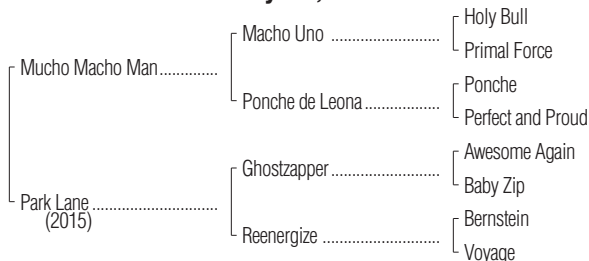 Holy Bull
Macho Uno ....................
Primal Force
Mucho Macho Man.............
Ponche
Ponche de Leona ..............
Perfect and Proud
Awesome Again
Ghostzapper....................
Baby Zip
Park Lane ......................
(2015)
Bernstein
Reenergize .....................
Voyage